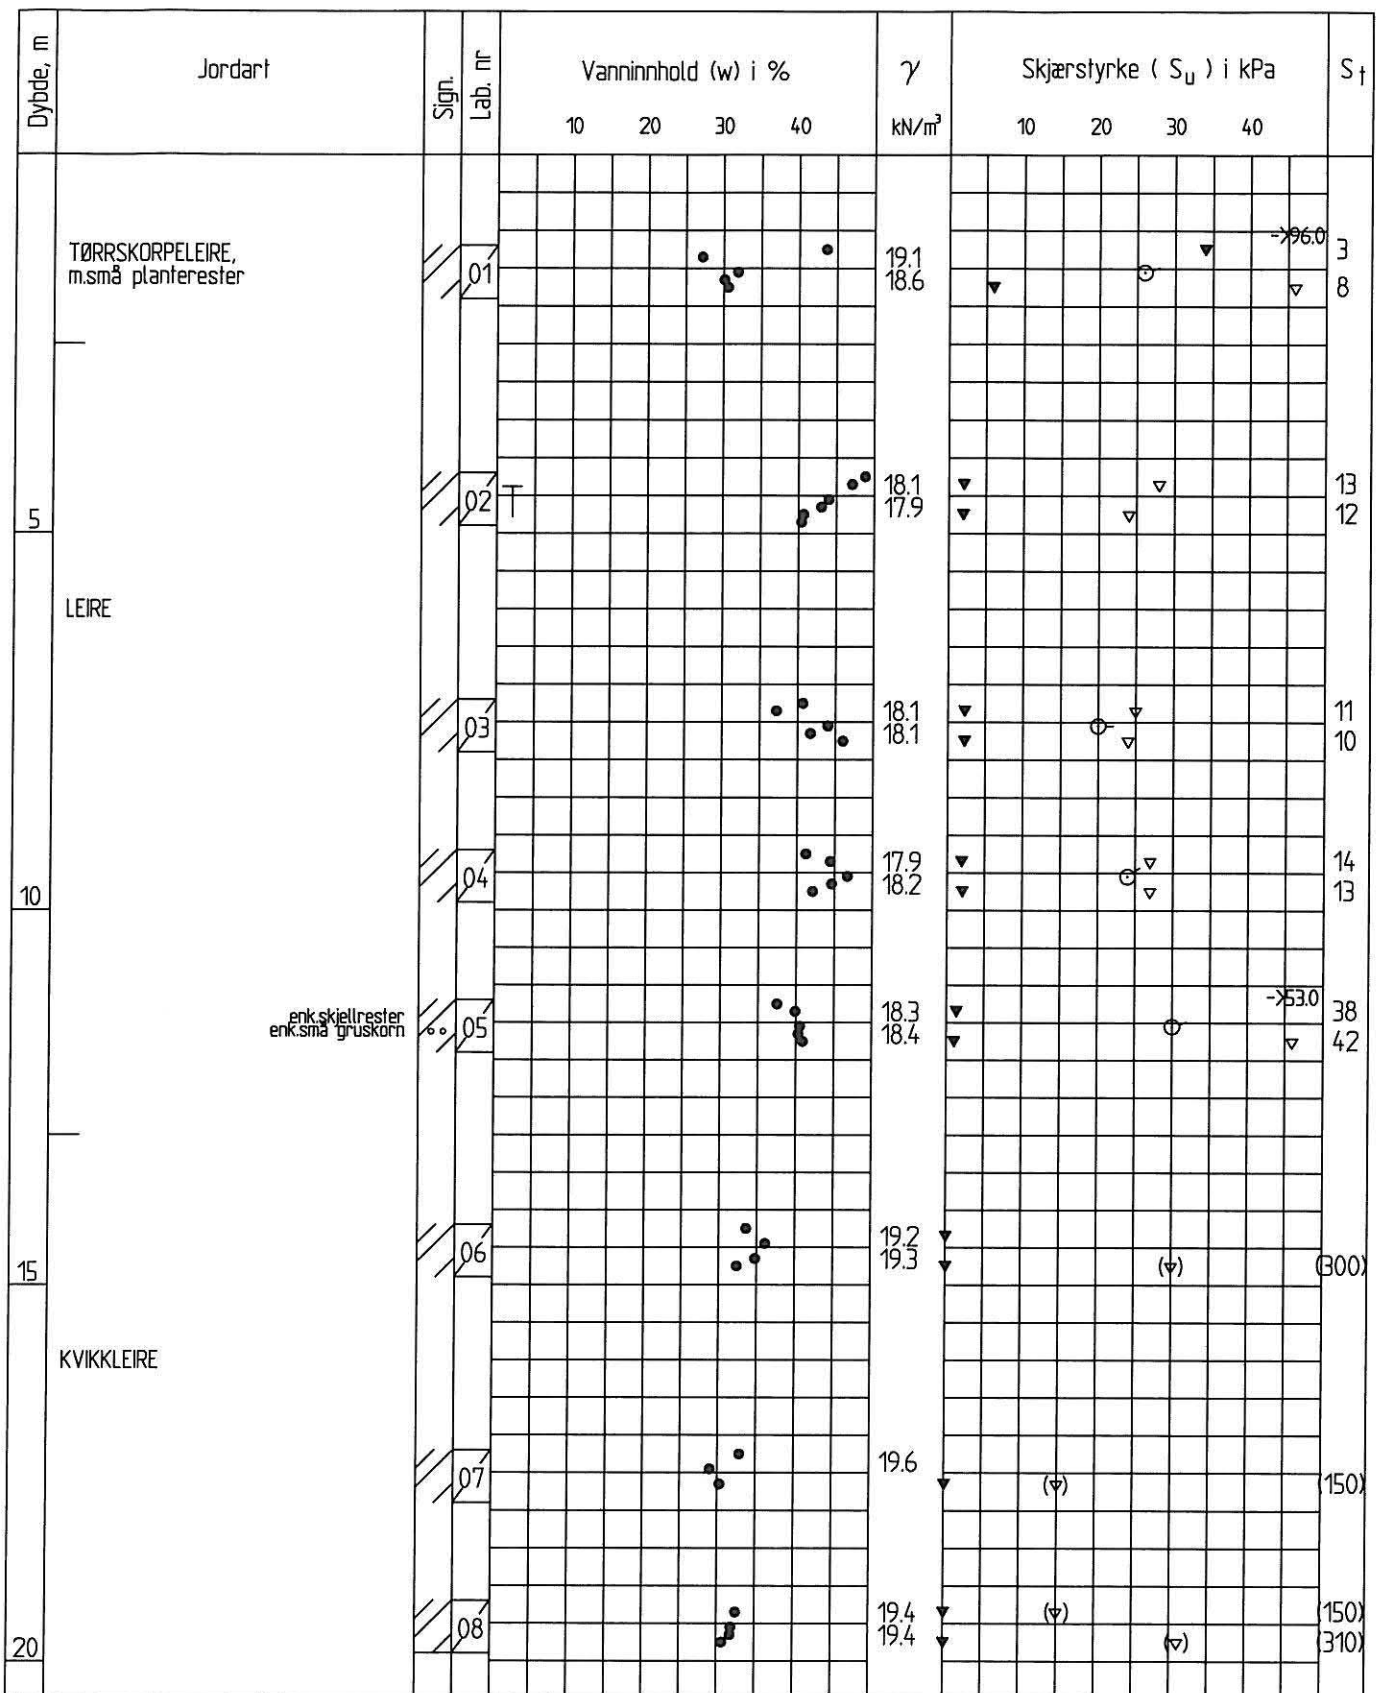 Dybde, m
Jordart
Sign.
Lab. nr
Vanninnhold (w) i %
γ
Skjærstyrke ( Su ) i kPa
St
10 20 30 40
kN/m³
10 20 30 40
TØRRSKORPELEIRE,
m.små planterester
01
19.1
18.6
->96.0
3
8
02
T
18.1
17.9
13
12
5
LEIRE
03
18.1
18.1
11
10
04
17.9
18.2
14
13
10
enk.skjellrester
enk.små gruskorn
05
18.3
18.4
->53.0
38
42
06
19.2
19.3
(300)
15
KVIKKLEIRE
07
19.6
(150)
08
19.4
19.4
(150)
(310)
20